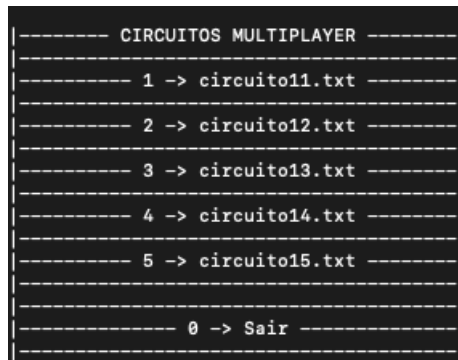 |-------- CIRCUITOS MULTIPLAYER --------
|---------------------------------------
|---------- 1 -> circuito11.txt --------
|---------------------------------------
|---------- 2 -> circuito12.txt --------
|---------------------------------------
|---------- 3 -> circuito13.txt --------
|---------------------------------------
|---------- 4 -> circuito14.txt --------
|---------------------------------------
|---------- 5 -> circuito15.txt --------
|---------------------------------------
|---------------------------------------
|-------------- 0 -> Sair --------------
|---------------------------------------